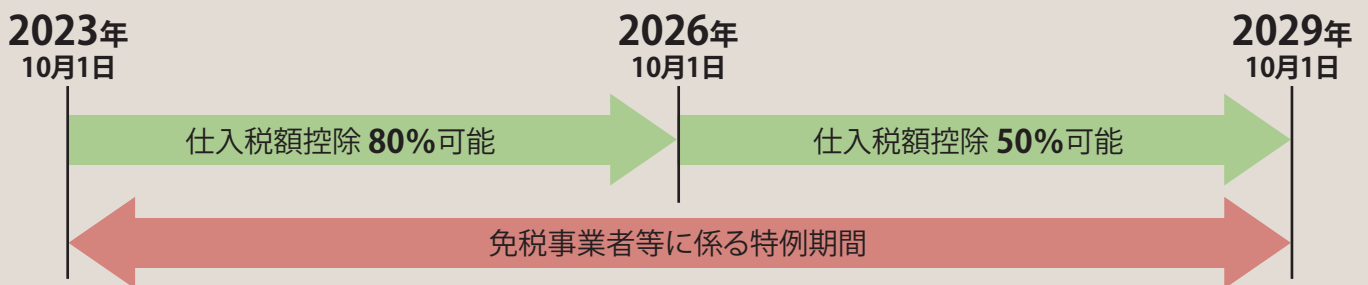 2023年
10月1日
2026年
10月1日
2029年
10月1日
仕入税額控除 80%可能
仕入税額控除 50%可能
免税事業者等に係る特例期間